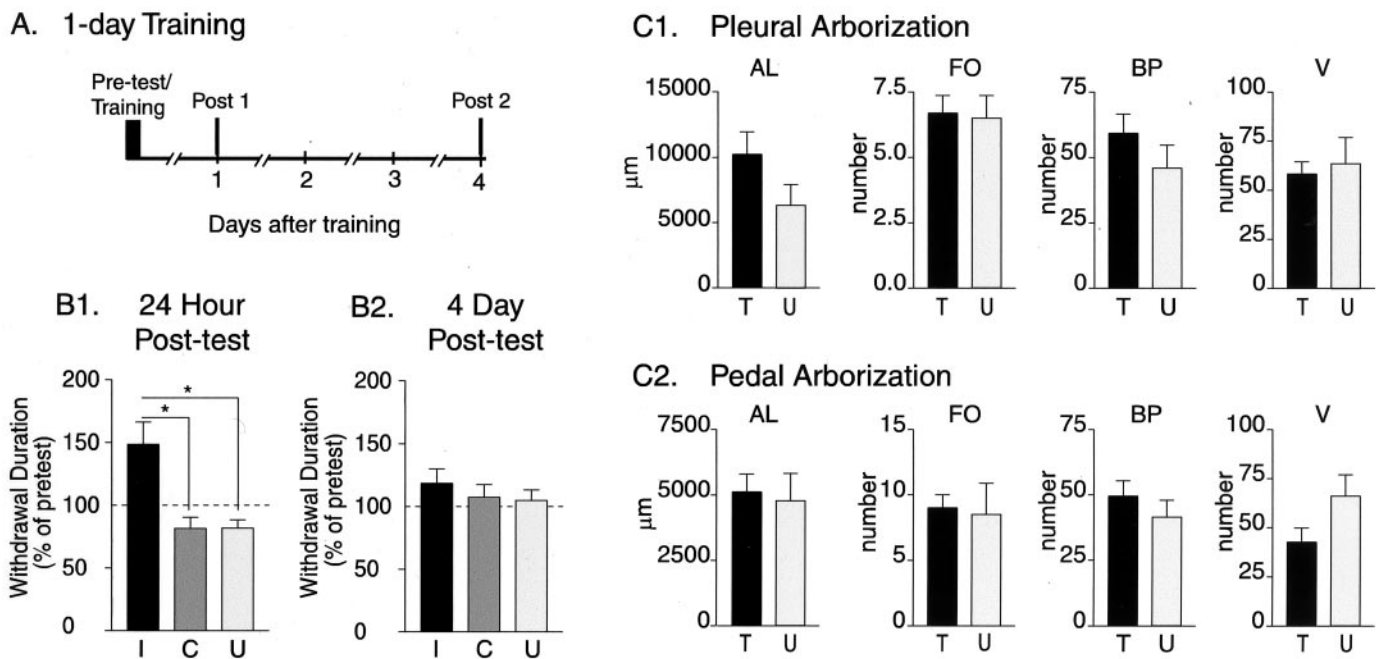 A. 1-day Training
Pre-test/
Training
Post 1
Post 2
1 2 3 4
Days after training
B1. 24 Hour
Post-test
Withdrawal Duration
(% of pretest)
200
150
100
50
0
*
*
I C U
B2. 4 Day
Post-test
Withdrawal Duration
(% of pretest)
200
150
100
50
0
I C U
C1. Pleural Arborization
AL
µm
15000
10000
5000
0
T U
FO
number
7.5
5.0
2.5
0.0
T U
BP
number
75
50
25
0
T U
V
number
100
75
50
25
0
T U
C2. Pedal Arborization
AL
µm
7500
5000
2500
0
T U
FO
number
15
10
5
0
T U
BP
number
75
50
25
0
T U
V
number
100
75
50
25
0
T U